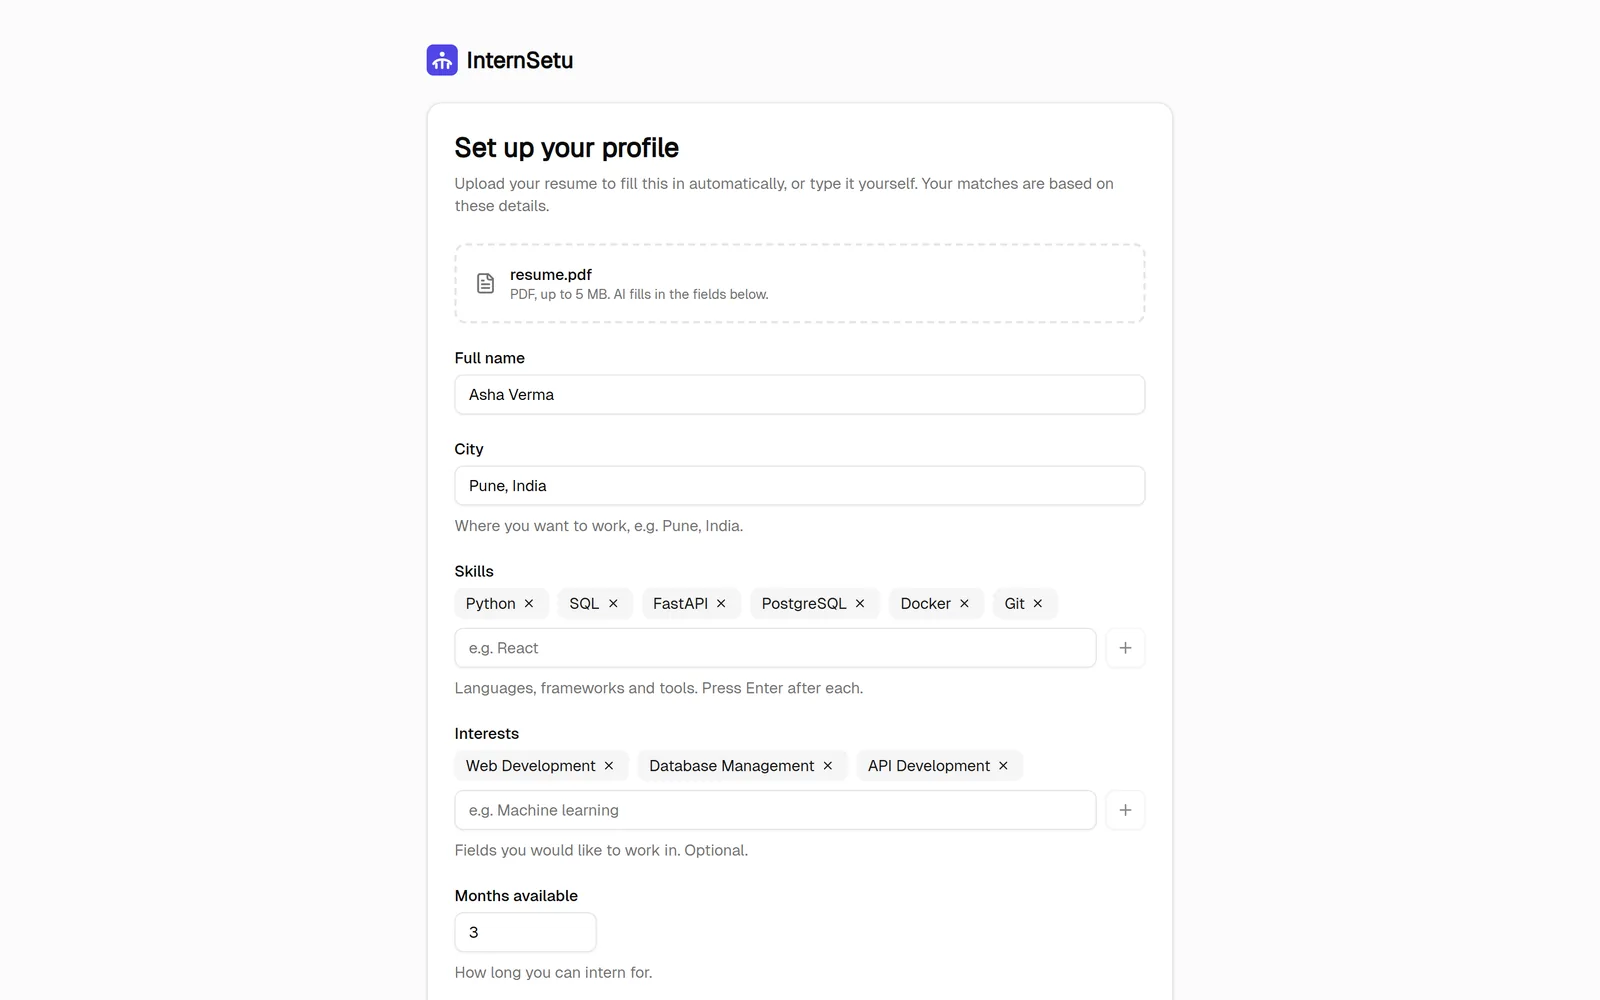 InternSetu
Set up your profile
Upload your resume to fill this in automatically, or type it yourself. Your matches are based on
these details.
resume.pdf
PDF, up to 5 MB. AI fills in the fields below.
Full name
Asha Verma
City
Pune, India
Where you want to work, e.g. Pune, India.
Skills
Python × SQL × FastAPI × PostgreSQL × Docker × Git ×
e.g. React +
Languages, frameworks and tools. Press Enter after each.
Interests
Web Development × Database Management × API Development ×
e.g. Machine learning +
Fields you would like to work in. Optional.
Months available
3
How long you can intern for.